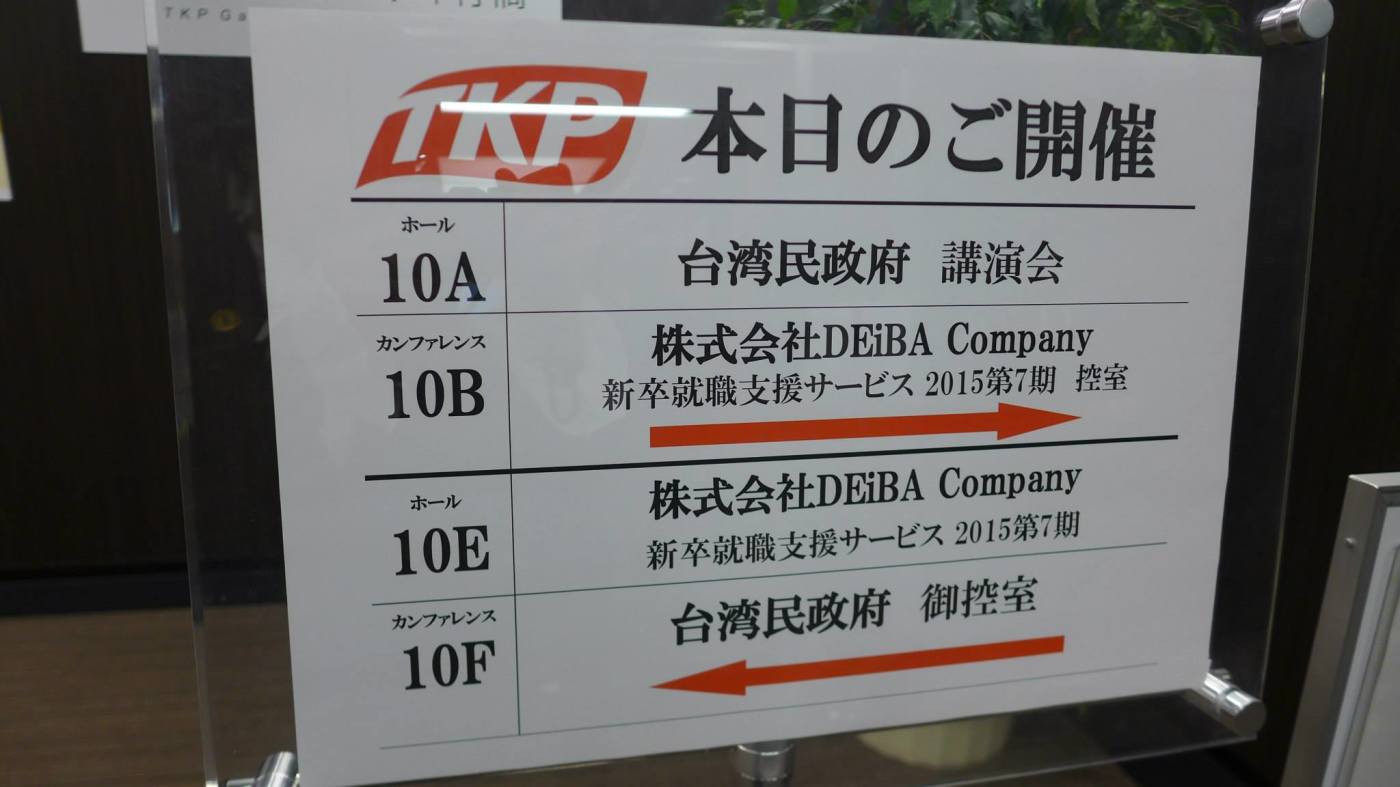 TKP
TKP 本日のご開催
ホール
10A
台湾民政府 講演会
カンファレンス
10B
株式会社DEiBA Company
新卒就職支援サービス 2015第7期 控室
ホール
10E
株式会社DEiBA Company
新卒就職支援サービス 2015第7期
カンファレンス
10F
台湾民政府 御控室